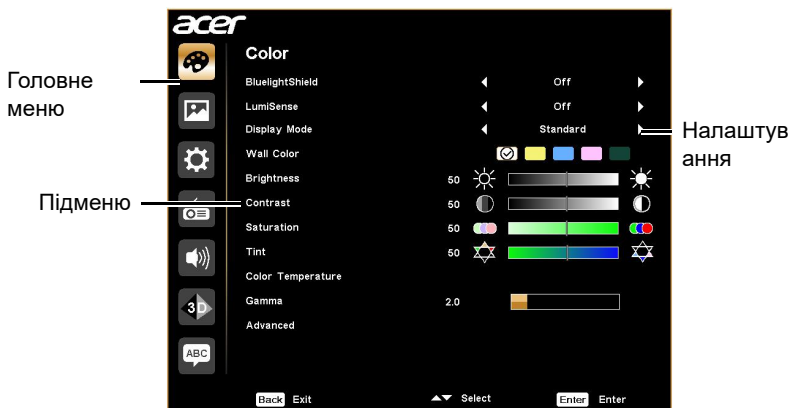 acer
Color
BluelightShield Off
LumiSense Off
Display Mode Standard
Wall Color
Brightness 50
Contrast 50
Saturation 50
Tint 50
Color Temperature
Gamma 2.0
Advanced
3D
ABC
Back Exit Select Enter Enter
Головне
меню
Підменю
Налаштув
ання